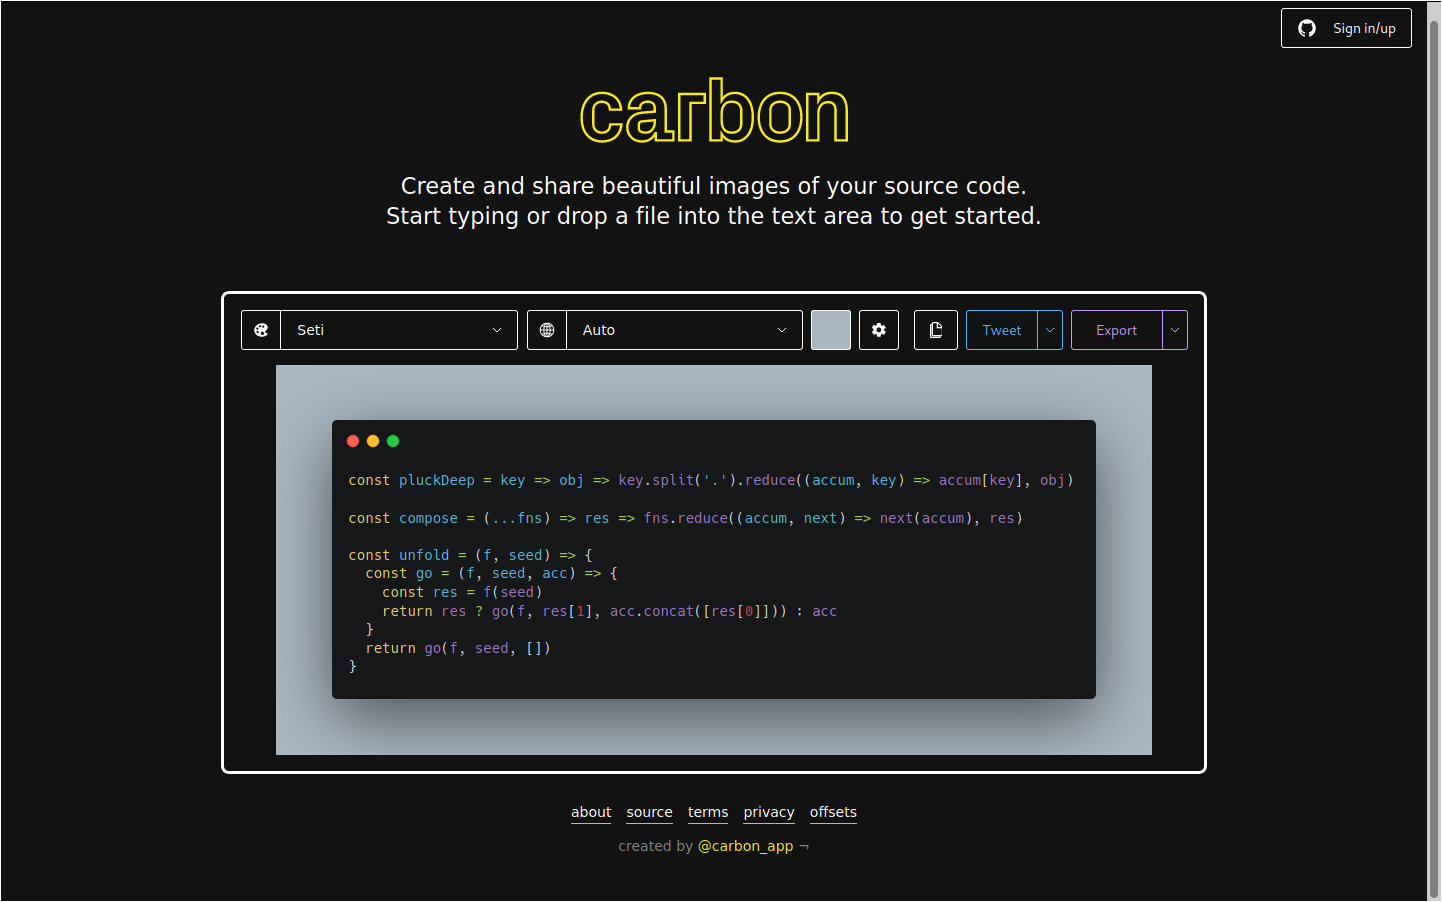 Sign in/up
carbon
Create and share beautiful images of your source code.
Start typing or drop a file into the text area to get started.
Seti Auto Tweet Export
const pluckDeep = key => obj => key.split('.').reduce((accum, key) => accum[key], obj)
const compose = (...fns) => res => fns.reduce((accum, next) => next(accum), res)
const unfold = (f, seed) => {
  const go = (f, seed, acc) => {
    const res = f(seed)
    return res ? go(f, res[1], acc.concat([res[0]])) : acc
  }
  return go(f, seed, [])
}
about source terms privacy offsets
created by @carbon_app ¬